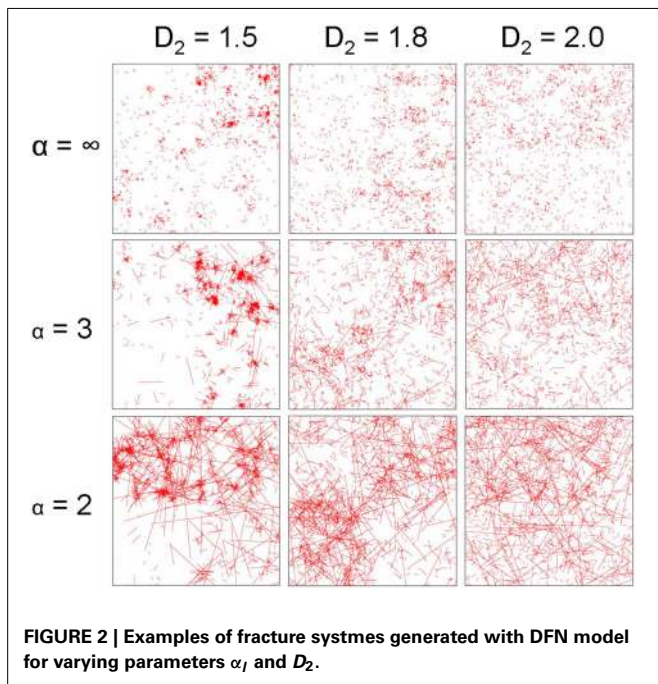 D₂ = 1.5 D₂ = 1.8 D₂ = 2.0
α = ∞
α = 3
α = 2
FIGURE 2 | Examples of fracture systmes generated with DFN model
for varying parameters αₗ and D₂.